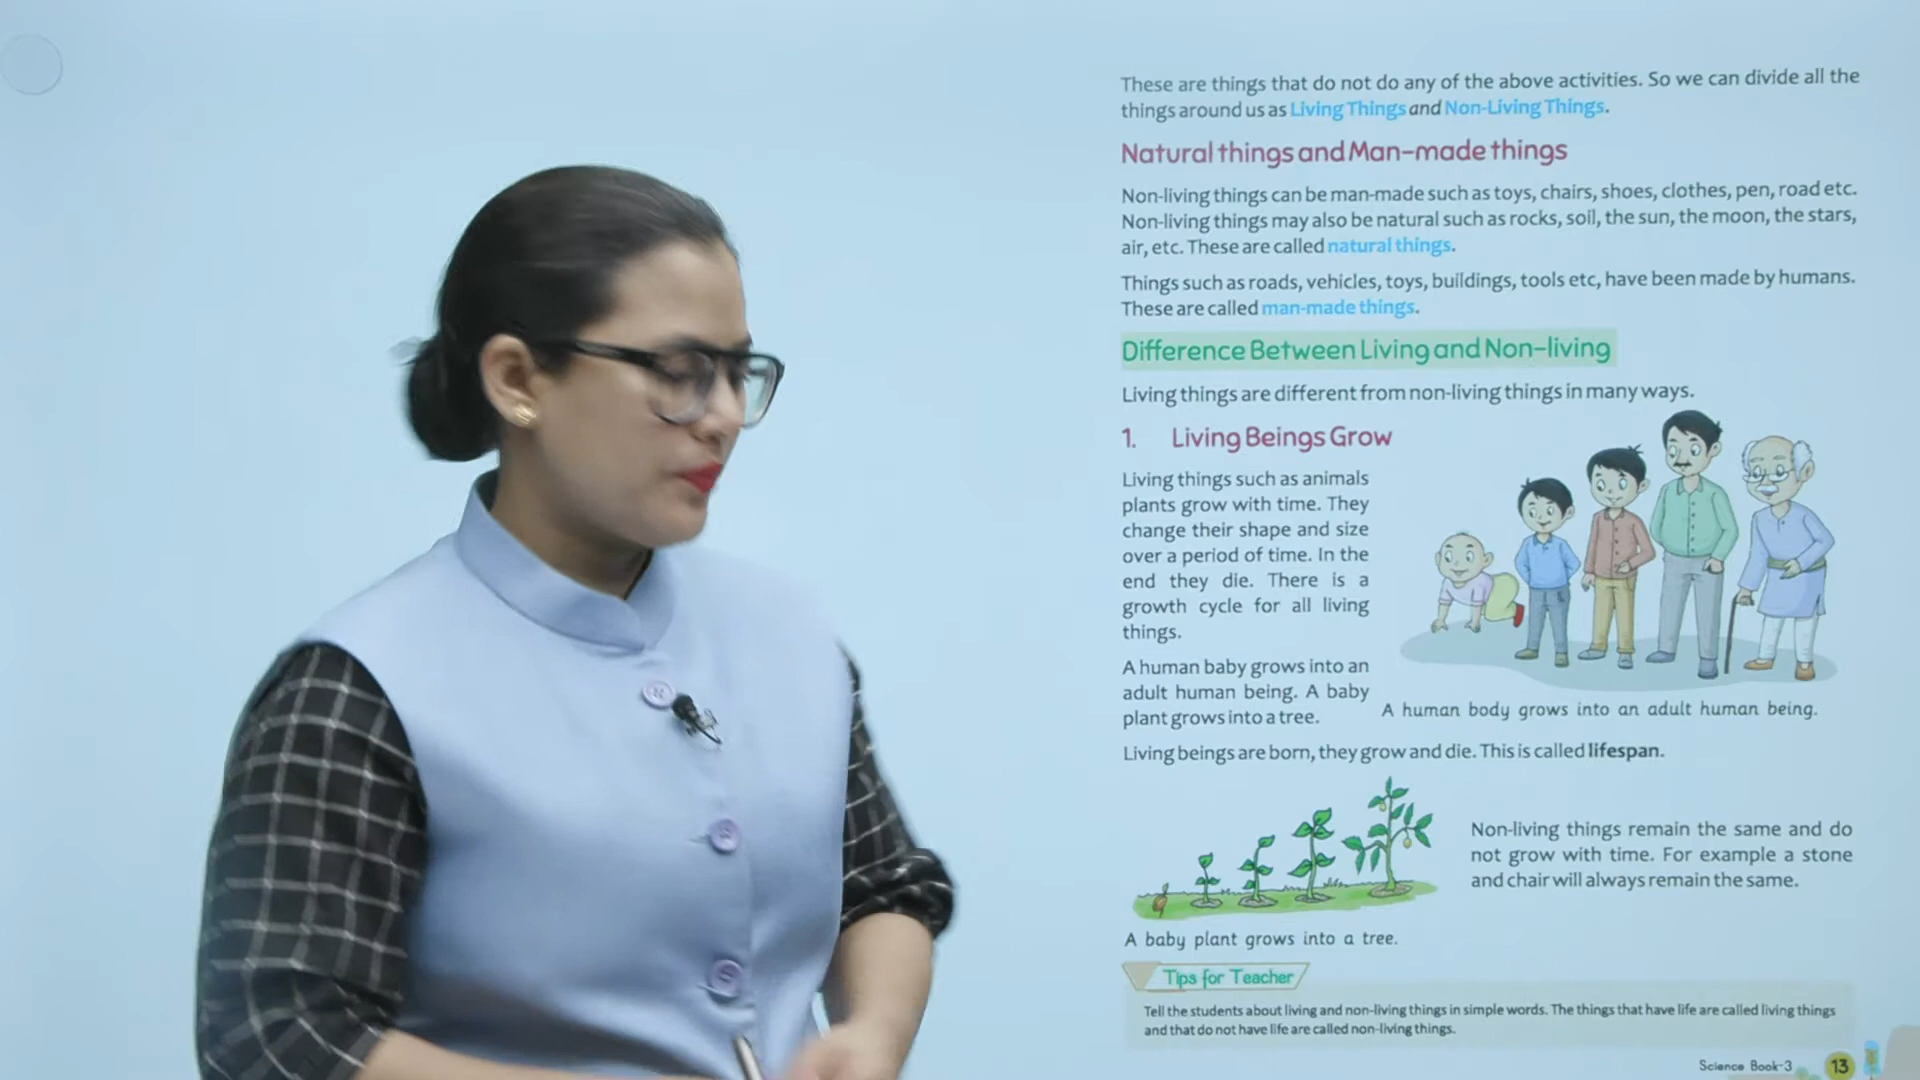 These are things that do not do any of the above activities. So we can divide all the
things around us as Living Things and Non-Living Things.
Natural things and Man-made things
Non-living things can be man-made such as toys, chairs, shoes, clothes, pen, road etc.
Non-living things may also be natural such as rocks, soil, the sun, the moon, the stars,
air, etc. These are called natural things.
Things such as roads, vehicles, toys, buildings, tools etc, have been made by humans.
These are called man-made things.
Difference Between Living and Non-living
Living things are different from non-living things in many ways.
1. Living Beings Grow
Living things such as animals
plants grow with time. They
change their shape and size
over a period of time. In the
end they die. There is a
growth cycle for all living
things.
A human baby grows into an
adult human being. A baby
plant grows into a tree.
A human body grows into an adult human being.
Living beings are born, they grow and die. This is called lifespan.
Non-living things remain the same and do
not grow with time. For example a stone
and chair will always remain the same.
A baby plant grows into a tree.
Tips for Teacher
Tell the students about living and non-living things in simple words. The things that have life are called living things
and that do not have life are called non-living things.
Science Book-3 13